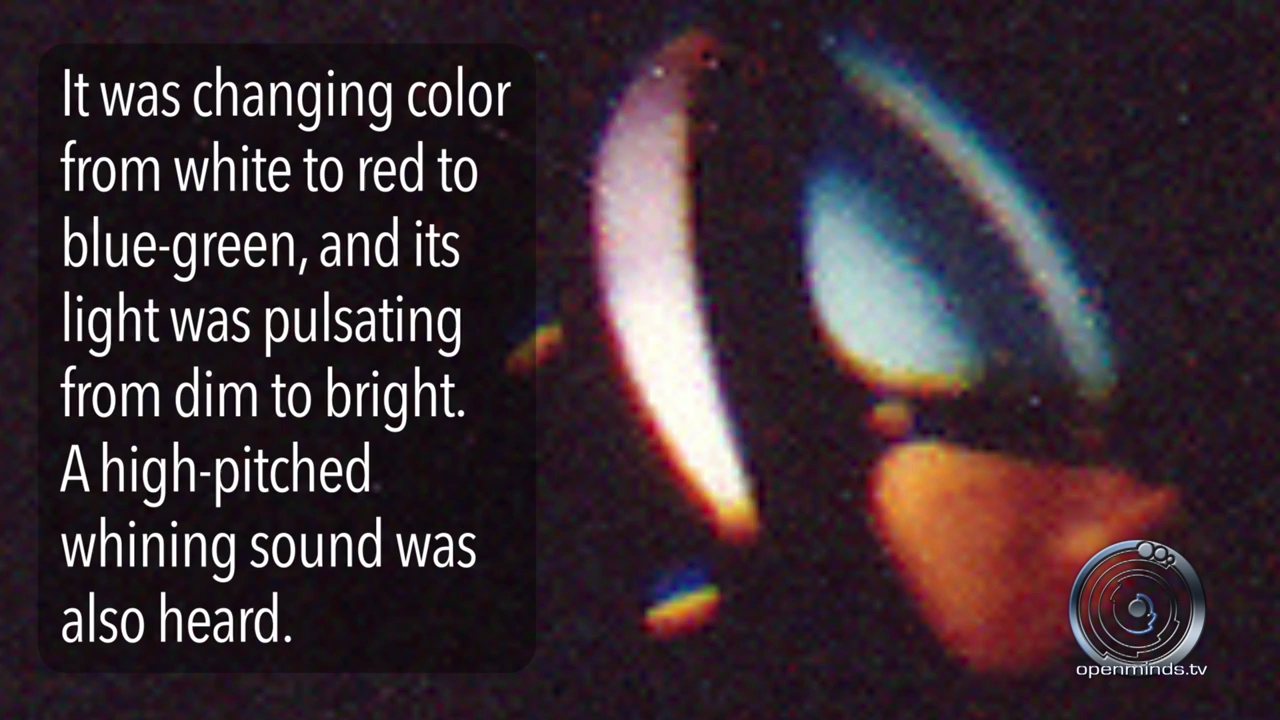 It was changing color
from white to red to
blue-green, and its
light was pulsating
from dim to bright.
A high-pitched
whining sound was
also heard.
openminds.tv